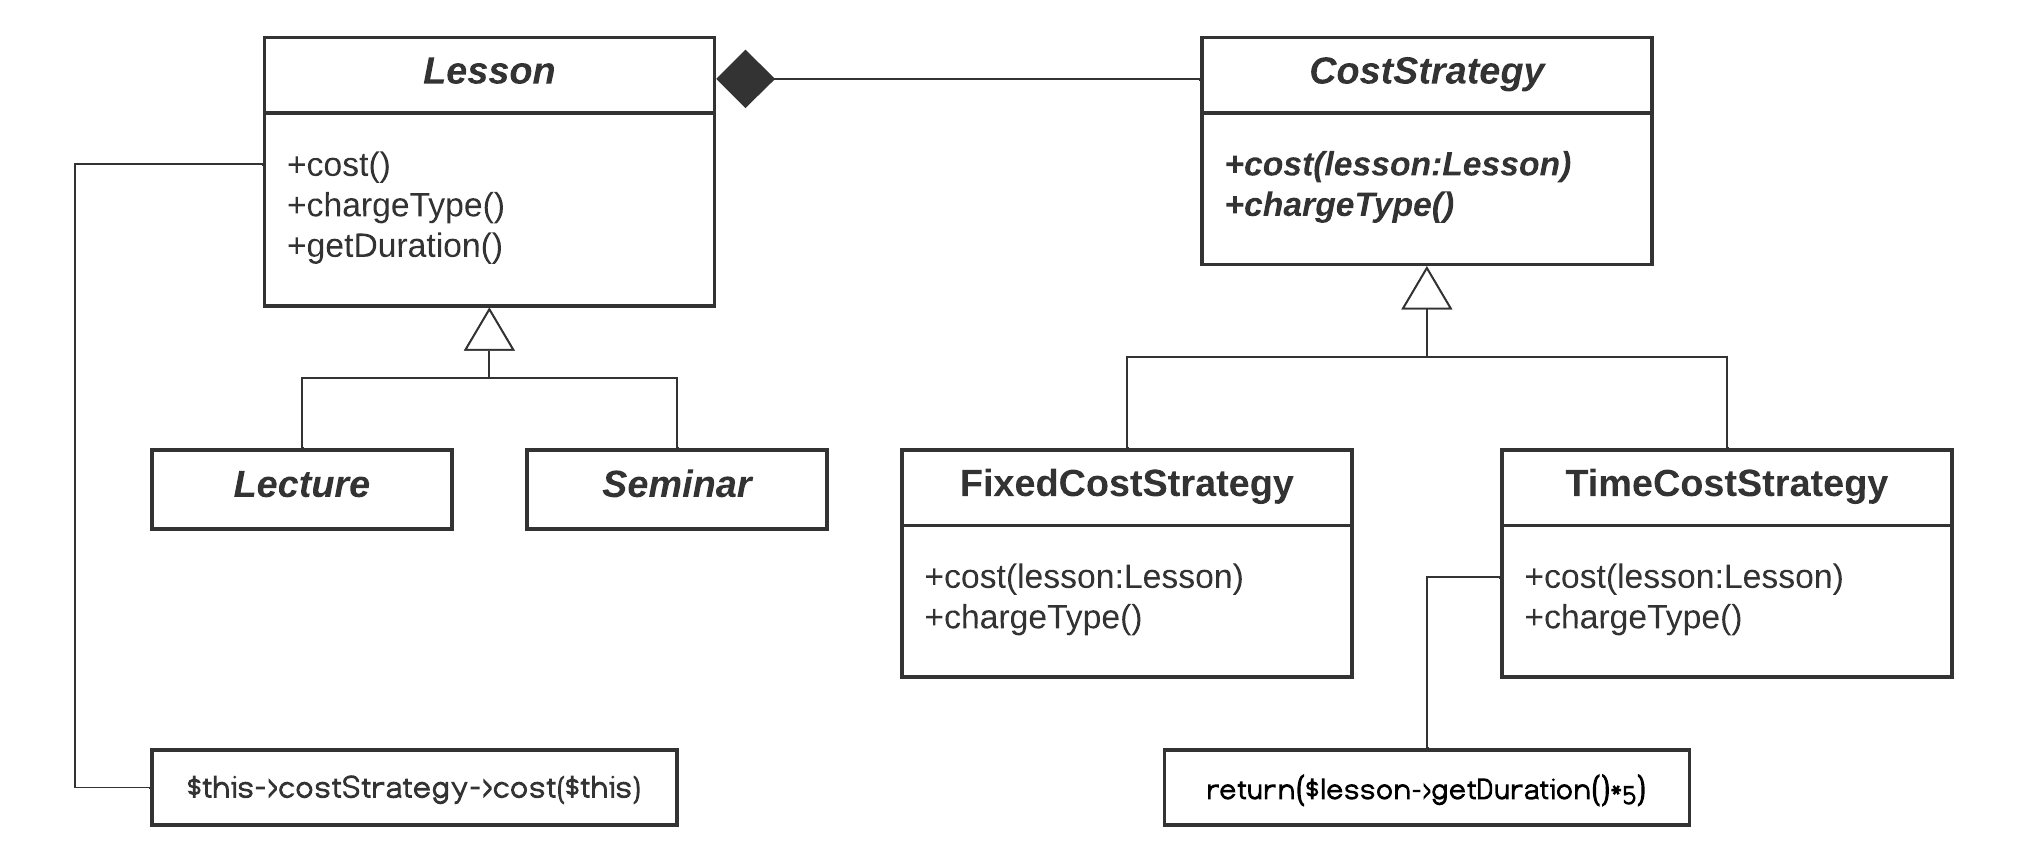 Lesson
+cost()
+chargeType()
+getDuration()
CostStrategy
+cost(lesson:Lesson)
+chargeType()
Lecture
Seminar
FixedCostStrategy
+cost(lesson:Lesson)
+chargeType()
TimeCostStrategy
+cost(lesson:Lesson)
+chargeType()
$this->costStrategy->cost($this)
return($lesson->getDuration()*5)